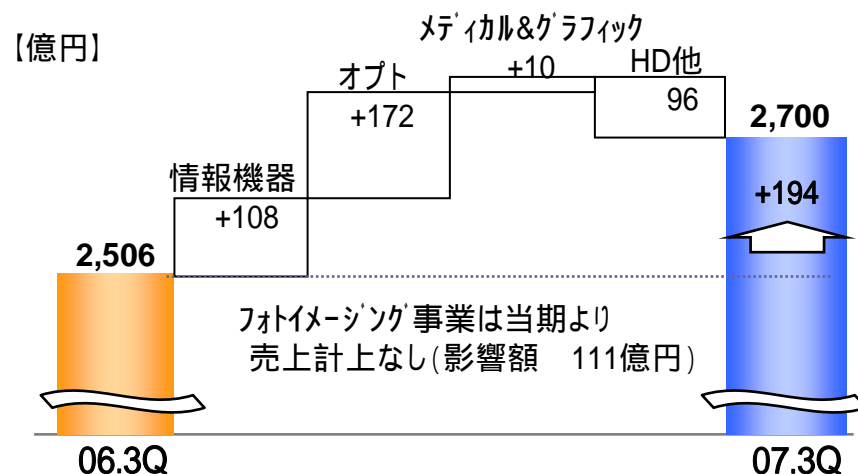 【億円】
メディカル&グラフィック
+10
HD他
96
オプト
+172
2,700
情報機器
+108
+194
2,506
フォトイメージング事業は当期より
売上計上なし(影響額　111億円)
06.3Q
07.3Q